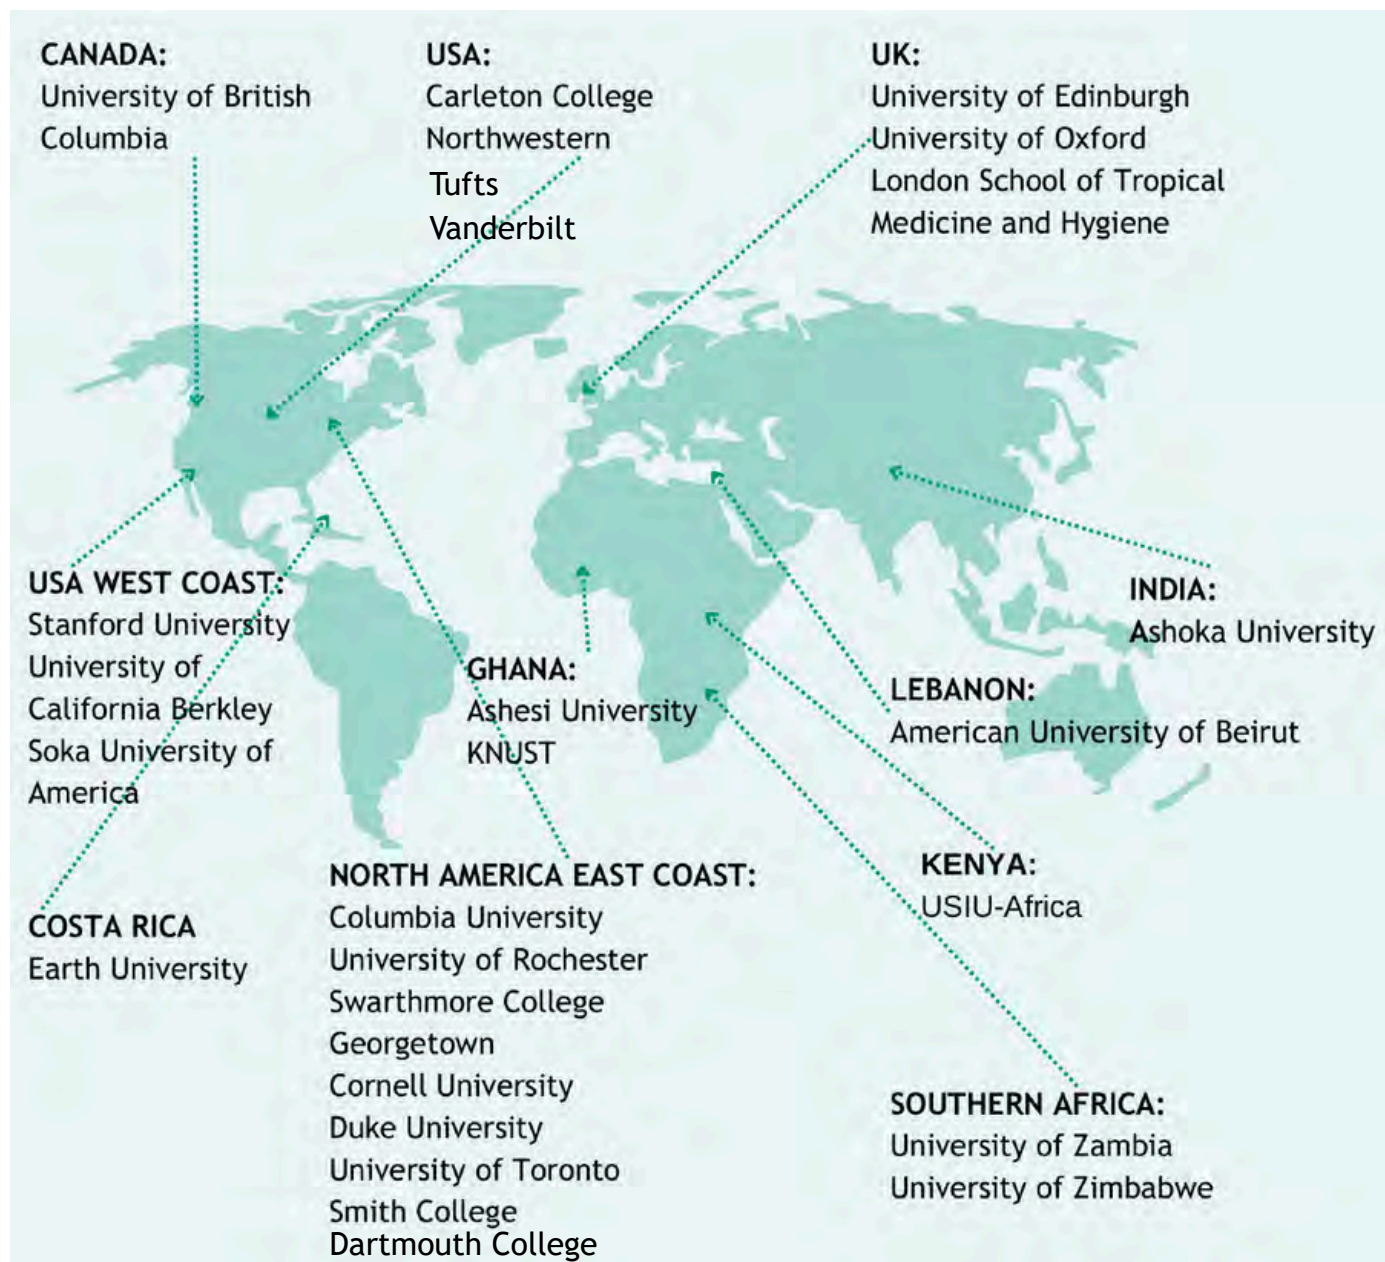 CANADA:
University of British
Columbia
USA:
Carleton College
Northwestern
Tufts
Vanderbilt
UK:
University of Edinburgh
University of Oxford
London School of Tropical
Medicine and Hygiene
USA WEST COAST:
Stanford University
University of
California Berkley
Soka University of
America
GHANA:
Ashesi University
KNUST
INDIA:
Ashoka University
LEBANON:
American University of Beirut
COSTA RICA
Earth University
NORTH AMERICA EAST COAST:
Columbia University
University of Rochester
Swarthmore College
Georgetown
Cornell University
Duke University
University of Toronto
Smith College
Dartmouth College
KENYA:
USIU-Africa
SOUTHERN AFRICA:
University of Zambia
University of Zimbabwe